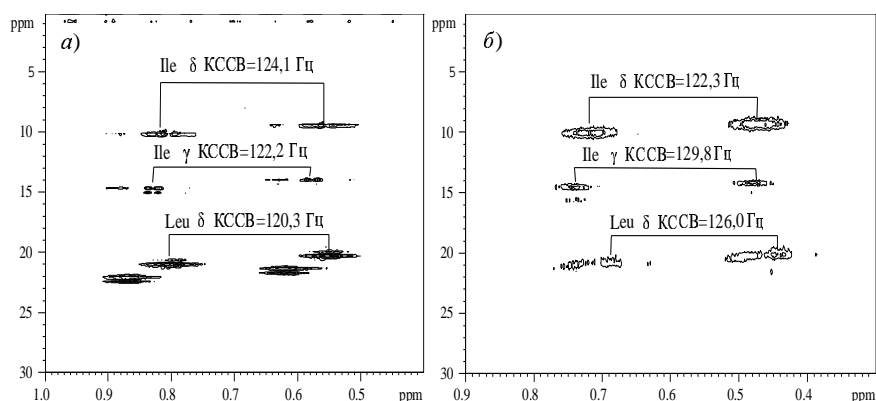 ppm
а)
5
10
15
20
25
30
Ile δ КССВ=124,1 Гц
Ile γ КССВ=122,2 Гц
Leu δ КССВ=120,3 Гц
1.0 0.9 0.8 0.7 0.6 0.5 ppm
ppm
б)
5
10
15
20
25
30
Ile δ КССВ=122,3 Гц
Ile γ КССВ=129,8 Гц
Leu δ КССВ=126,0 Гц
0.9 0.8 0.7 0.6 0.5 0.4 ppm